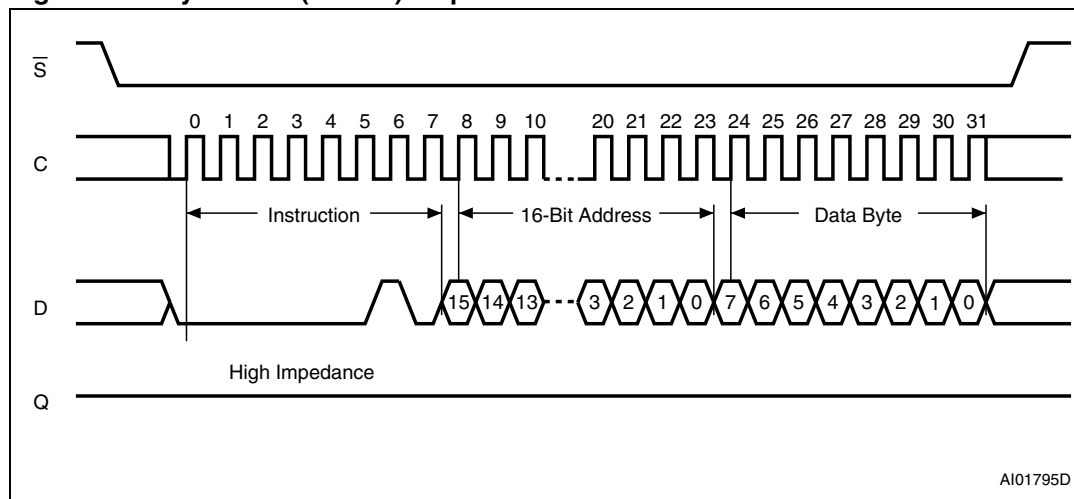 S
0 1 2 3 4 5 6 7 8 9 10 20 21 22 23 24 25 26 27 28 29 30 31
C
Instruction 16-Bit Address Data Byte
D 15 14 13 3 2 1 0 7 6 5 4 3 2 1 0
High Impedance
Q
AI01795D